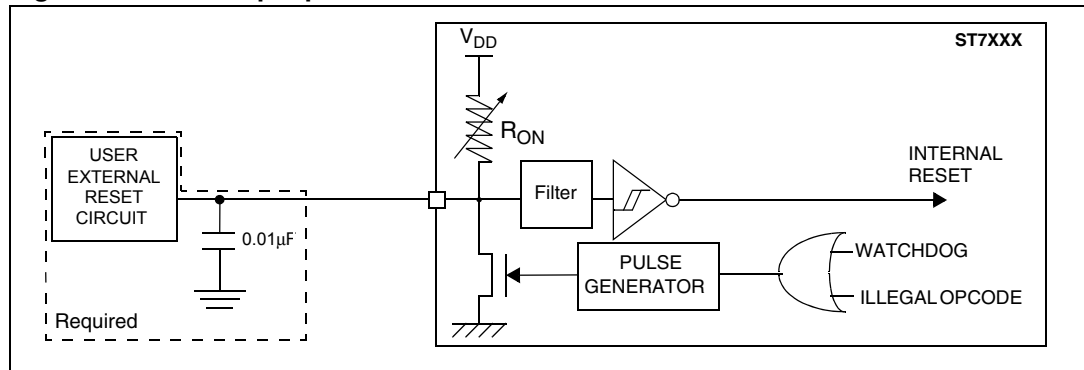 V_DD
ST7XXX
R_ON
USER
EXTERNAL
RESET
CIRCUIT
0.01µF
Required
Filter
INTERNAL
RESET
PULSE
GENERATOR
WATCHDOG
ILLEGAL OPCODE